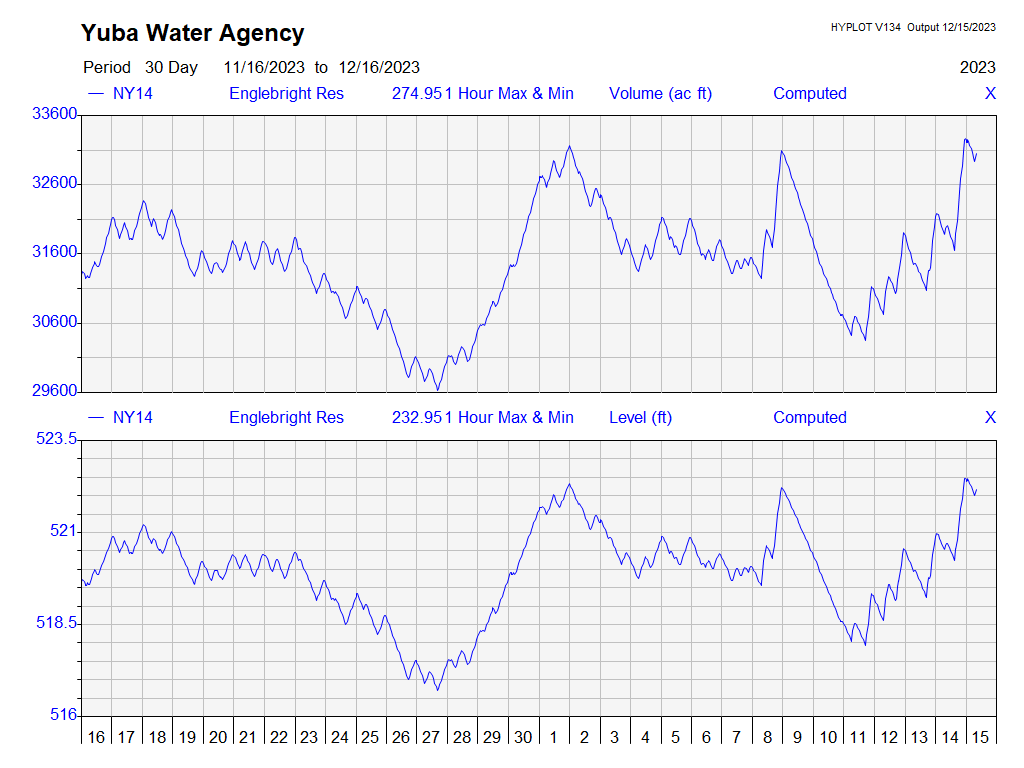 Yuba Water Agency
HYPLOT V134 Output 12/15/2023
Period 30 Day 11/16/2023 to 12/16/2023 2023
NY14 Englebright Res 274.951 Hour Max & Min Volume (ac ft) Computed X
33600
32600
31600
30600
29600
NY14 Englebright Res 232.951 Hour Max & Min Level (ft) Computed X
523.5
521
518.5
516
16 17 18 19 20 21 22 23 24 25 26 27 28 29 30 1 2 3 4 5 6 7 8 9 10 11 12 13 14 15